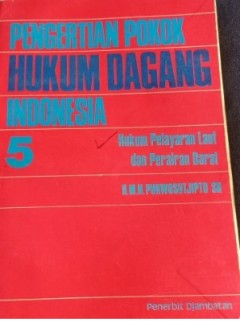 PENGERTIAN POKOK
HUKUM DAGANG
INDONESIA
5
Hukum Pelayaran Laut
dan Perairan Darat
H.M.N. PURWOSUTJIPTO SH
Penerbit Djambatan